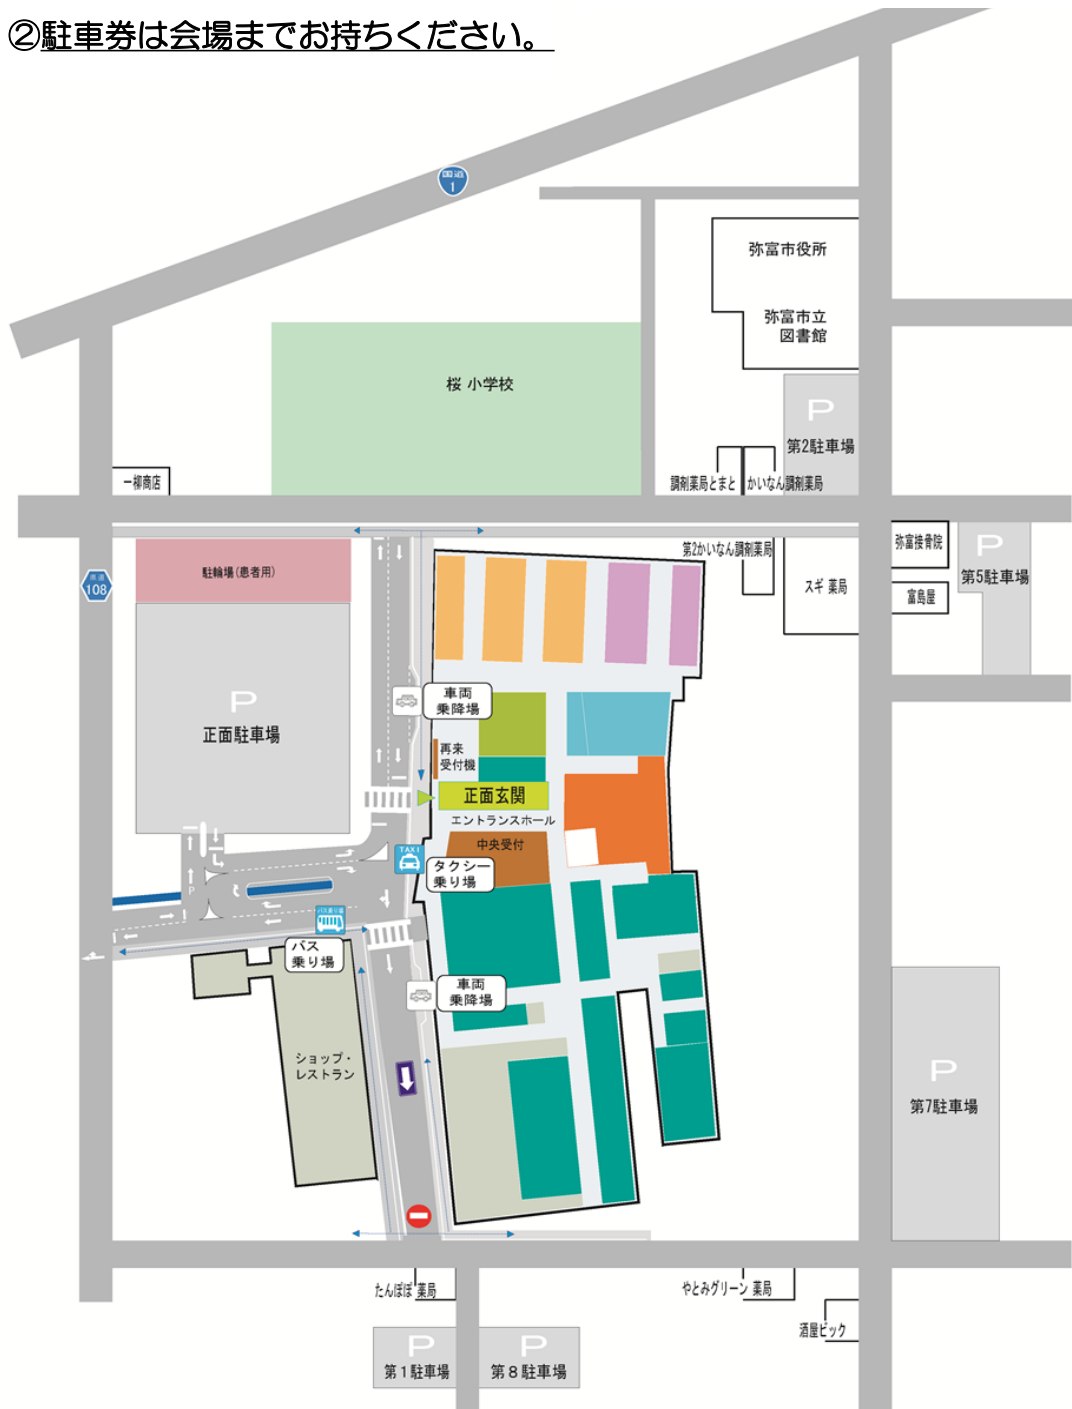 ②駐車券は会場までお持ちください。
国道
1
弥富市役所
弥富市立
図書館
桜 小学校
P
第2駐車場
一柳商店
調剤薬局とまと
かいなん調剤薬局
第2かいなん調剤薬局
弥富接骨院
P
第5駐車場
県道
108
駐輪場(患者用)
スギ 薬局
富島屋
P
正面駐車場
車両
乗降場
再来
受付機
正面玄関
エントランスホール
中央受付
TAXI
タクシー
乗り場
P
バス乗り場
バス
乗り場
車両
乗降場
ショップ・
レストラン
P
第7駐車場
たんぽぽ 薬局
やとみグリーン 薬局
酒屋ビック
P
第1駐車場
P
第8駐車場